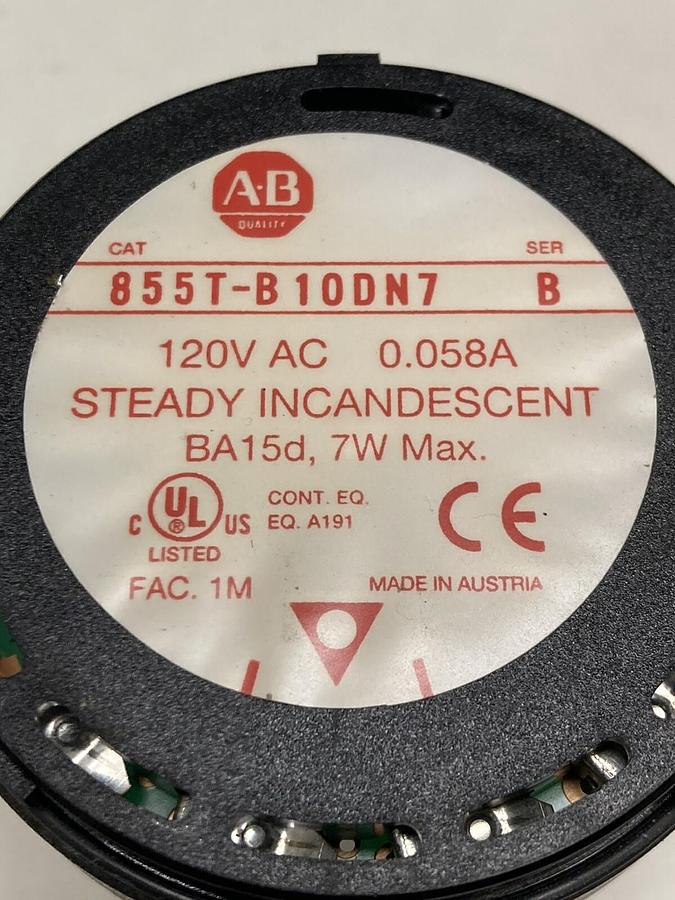 A·B
QUALITY
CAT SER
855T-B10DN7 B
120V AC 0.058A
STEADY INCANDESCENT
BA15d, 7W Max.
C UL ® US
LISTED
CONT. EQ.
EQ. A191
CE
FAC. 1M
MADE IN AUSTRIA